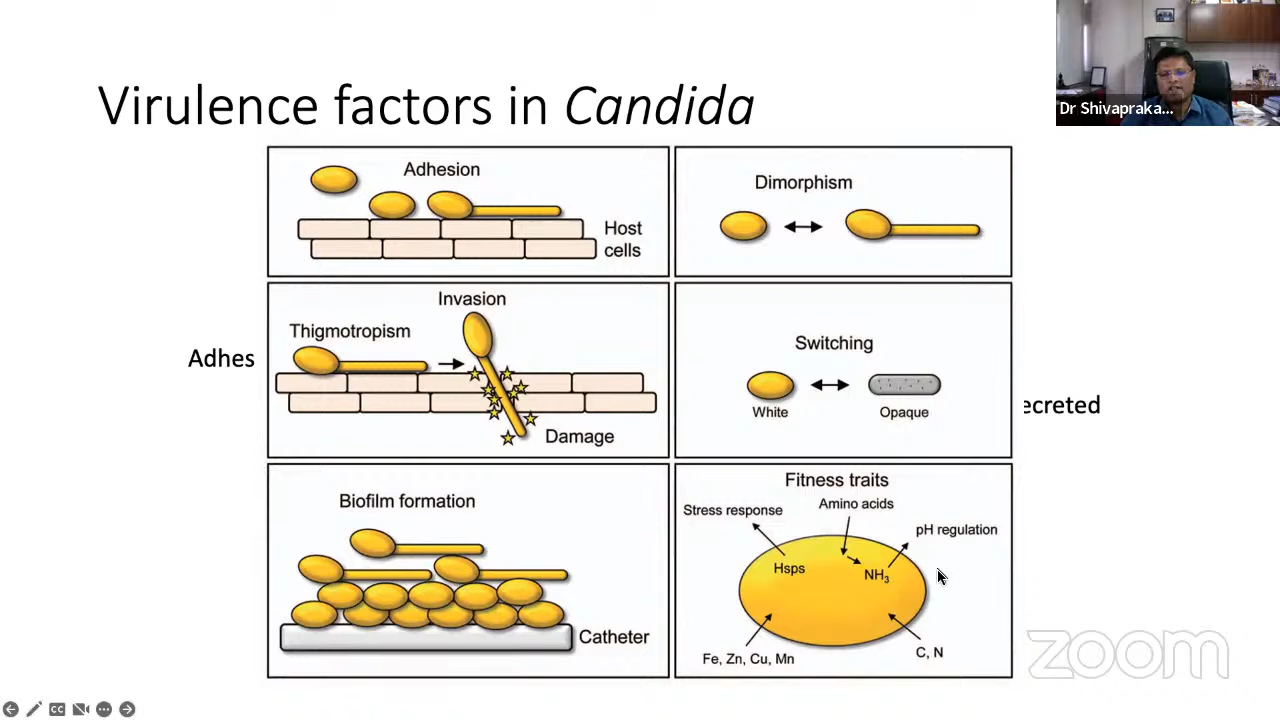 Virulence factors in Candida
Dr Shivapraka...
Adhesion
Host
cells
Dimorphism
Invasion
Thigmotropism
Damage
Adhes
Switching
White
Opaque
ecreted
Biofilm formation
Catheter
Fitness traits
Stress response
Amino acids
pH regulation
Hsps
NH3
Fe, Zn, Cu, Mn
C, N
zoom
CC